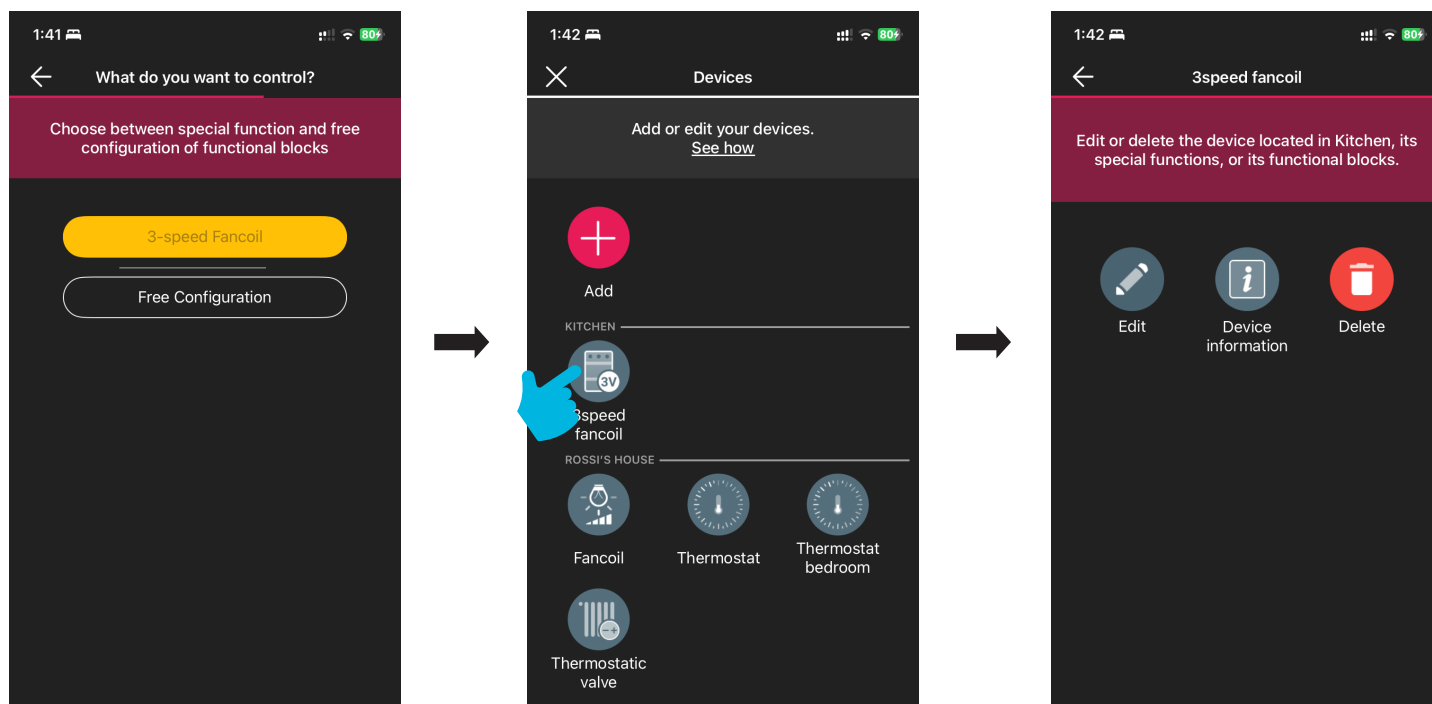 1:41
80
What do you want to control?
Choose between special function and free
configuration of functional blocks
3-speed Fancoil
Free Configuration
1:42
80
Devices
Add or edit your devices.
See how
Add
KITCHEN
3V
3speed
fancoil
ROSSI'S HOUSE
Fancoil
Thermostat
Thermostat
bedroom
Thermostatic
valve
1:42
80
3speed fancoil
Edit or delete the device located in Kitchen, its
special functions, or its functional blocks.
Edit
Device
information
Delete